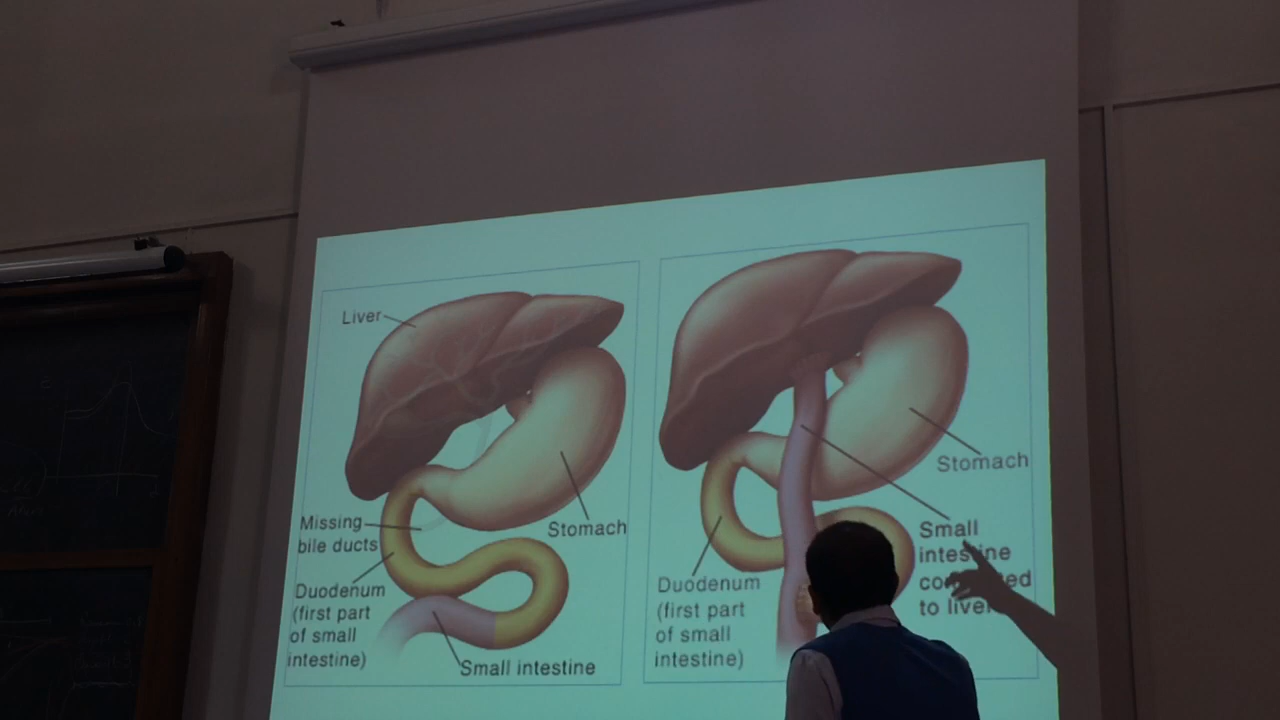 Liver
Missing
bile ducts
Stomach
Duodenum
(first part
of small
intestine)
Small intestine
Stomach
Small
intestine
to liver
Duodenum
(first part
of small
intestine)